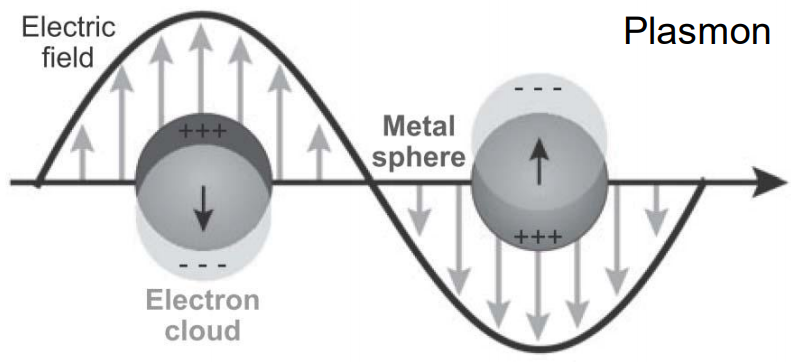 Electric
field
Plasmon
+++
- - -
Metal
sphere
- - -
+++
Electron
cloud